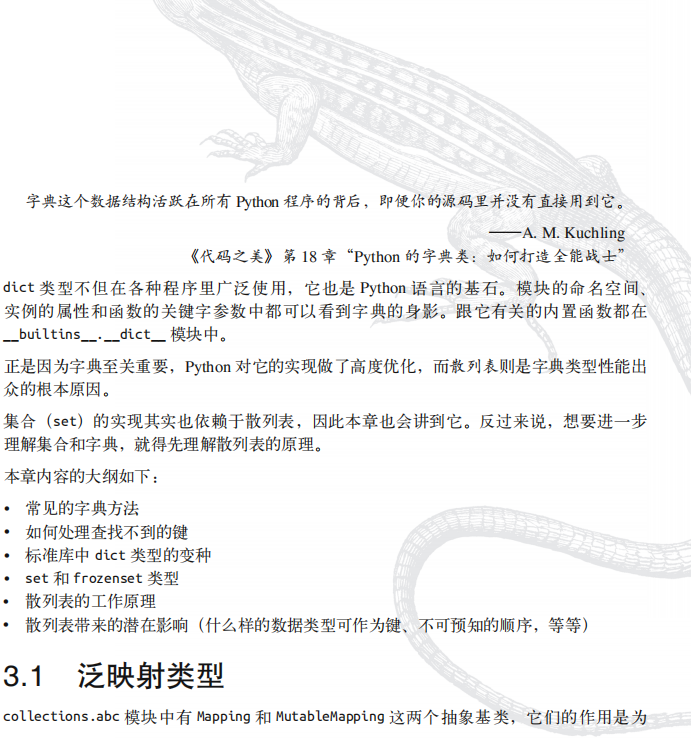 字典这个数据结构活跃在所有 Python 程序的背后，即便你的源码里并没有直接用到它。
——A. M. Kuchling
《代码之美》第 18 章“Python 的字典类：如何打造全能战士”
dict 类型不但在各种程序里广泛使用，它也是 Python 语言的基石。模块的命名空间、
实例的属性和函数的关键字参数中都可以看到字典的身影。跟它有关的内置函数都在
__builtins__.__dict__ 模块中。
正是因为字典至关重要，Python 对它的实现做了高度优化，而散列表则是字典类型性能出
众的根本原因。
集合（set）的实现其实也依赖于散列表，因此本章也会讲到它。反过来说，想要进一步
理解集合和字典，就得先理解散列表的原理。
本章内容的大纲如下：
• 常见的字典方法
• 如何处理查找不到的键
• 标准库中 dict 类型的变种
• set 和 frozenset 类型
• 散列表的工作原理
• 散列表带来的潜在影响（什么样的数据类型可作为键、不可预知的顺序，等等）
3.1 泛映射类型
collections.abc 模块中有 Mapping 和 MutableMapping 这两个抽象基类，它们的作用是为